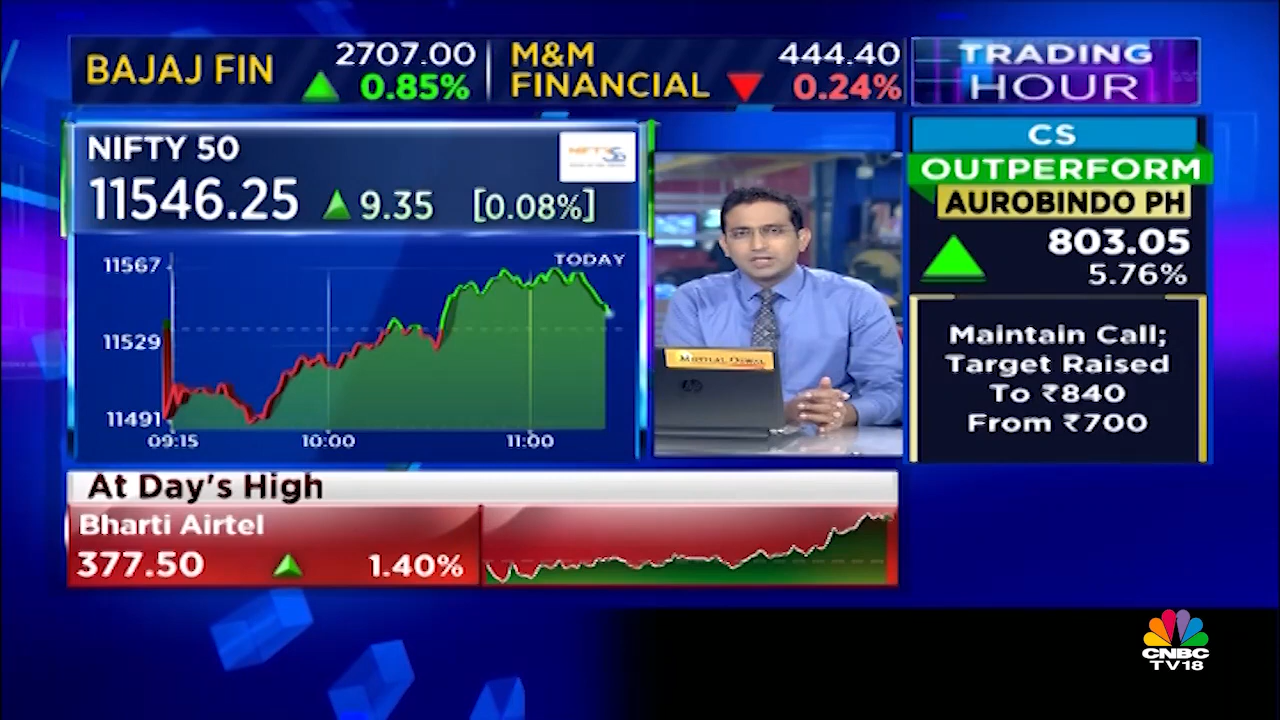 BAJAJ FIN
2707.00
0.85%
M&M
FINANCIAL
444.40
0.24%
TRADING
HOUR
NIFTY 50
11546.25
9.35
[0.08%]
TODAY
11567
11529
11491
09:15
10:00
11:00
MOTILAL OSWAL
hp
CS
OUTPERFORM
AUROBINDO PH
803.05
5.76%
Maintain Call;
Target Raised
To ₹840
From ₹700
At Day's High
Bharti Airtel
377.50
1.40%
CNBC
TV18